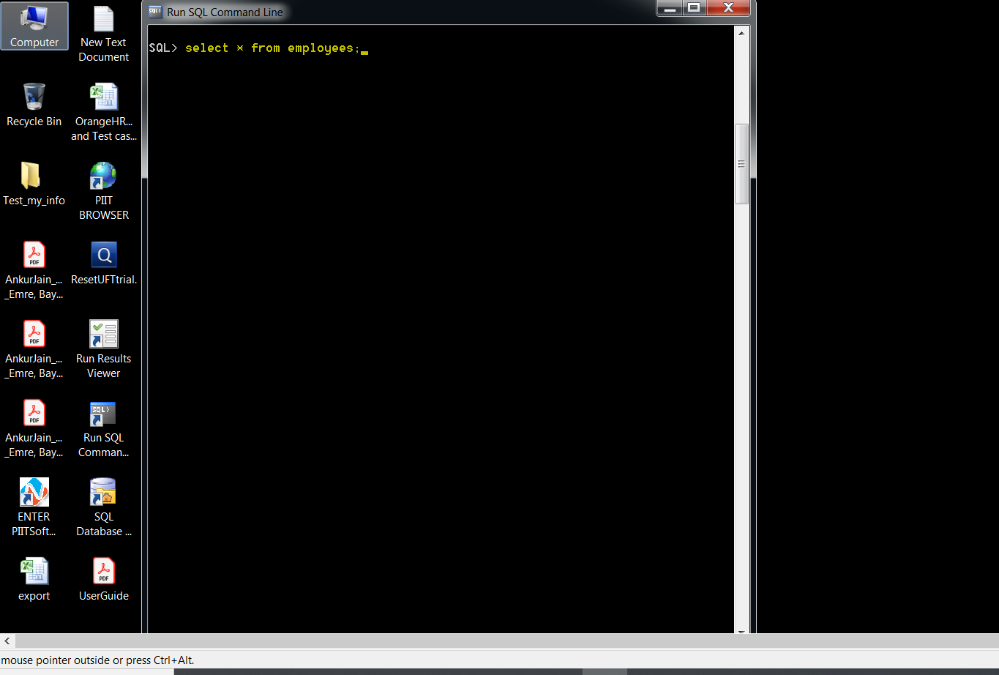 Run SQL Command Line
SQL> select * from employees;
Computer
New Text
Document
Recycle Bin
OrangeHR...
and Test cas...
Test_my_info
PIIT
BROWSER
AnkurJain_...
_Emre, Bay...
ResetUFTtrial.
AnkurJain_...
_Emre, Bay...
Run Results
Viewer
AnkurJain_...
_Emre, Bay...
Run SQL
Comman...
ENTER
PIITSoft...
SQL
Database ...
export
UserGuide
mouse pointer outside or press Ctrl+Alt.